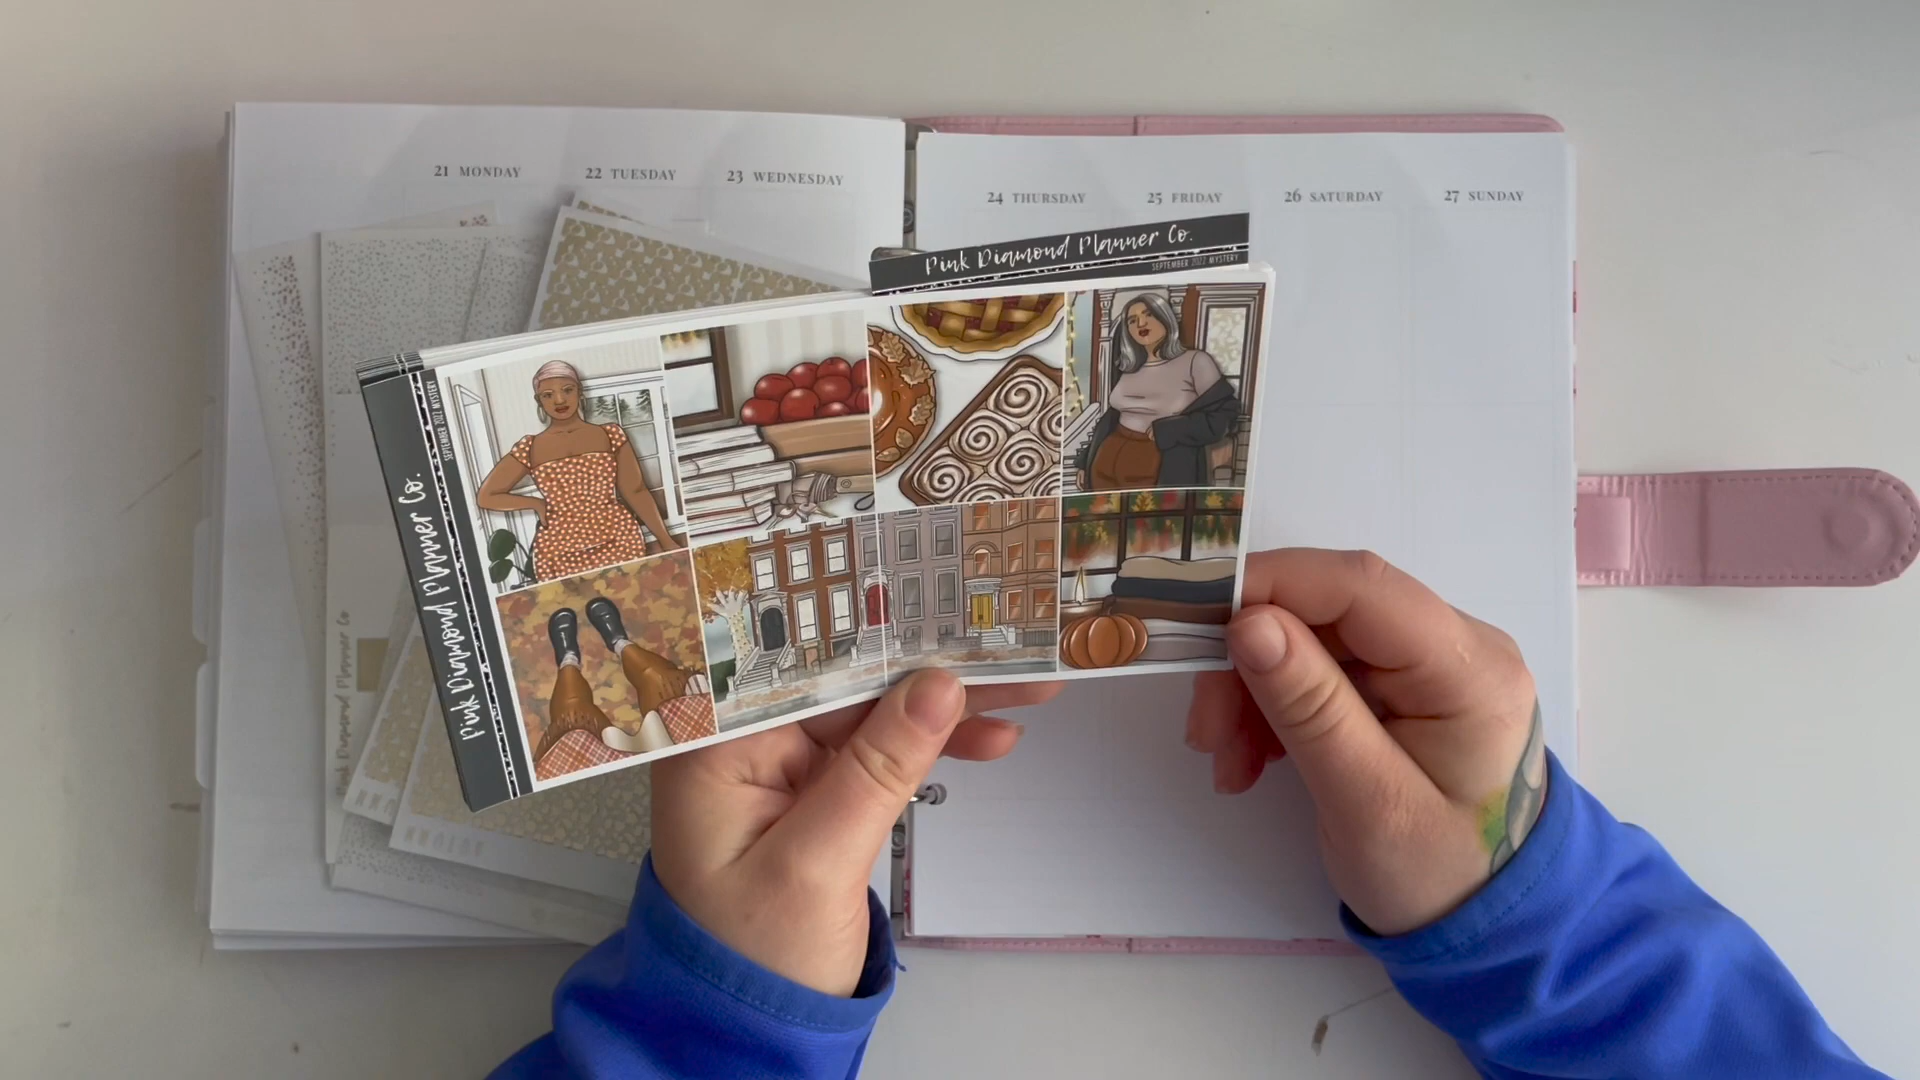 21 MONDAY
22 TUESDAY
23 WEDNESDAY
24 THURSDAY
25 FRIDAY
26 SATURDAY
27 SUNDAY
Pink Diamond Planner Co.
SEPTEMBER 2022 MYSTERY
Pink Diamond Planner Co.
SEPTEMBER 2022 MYSTERY
Pink Diamond Planner Co